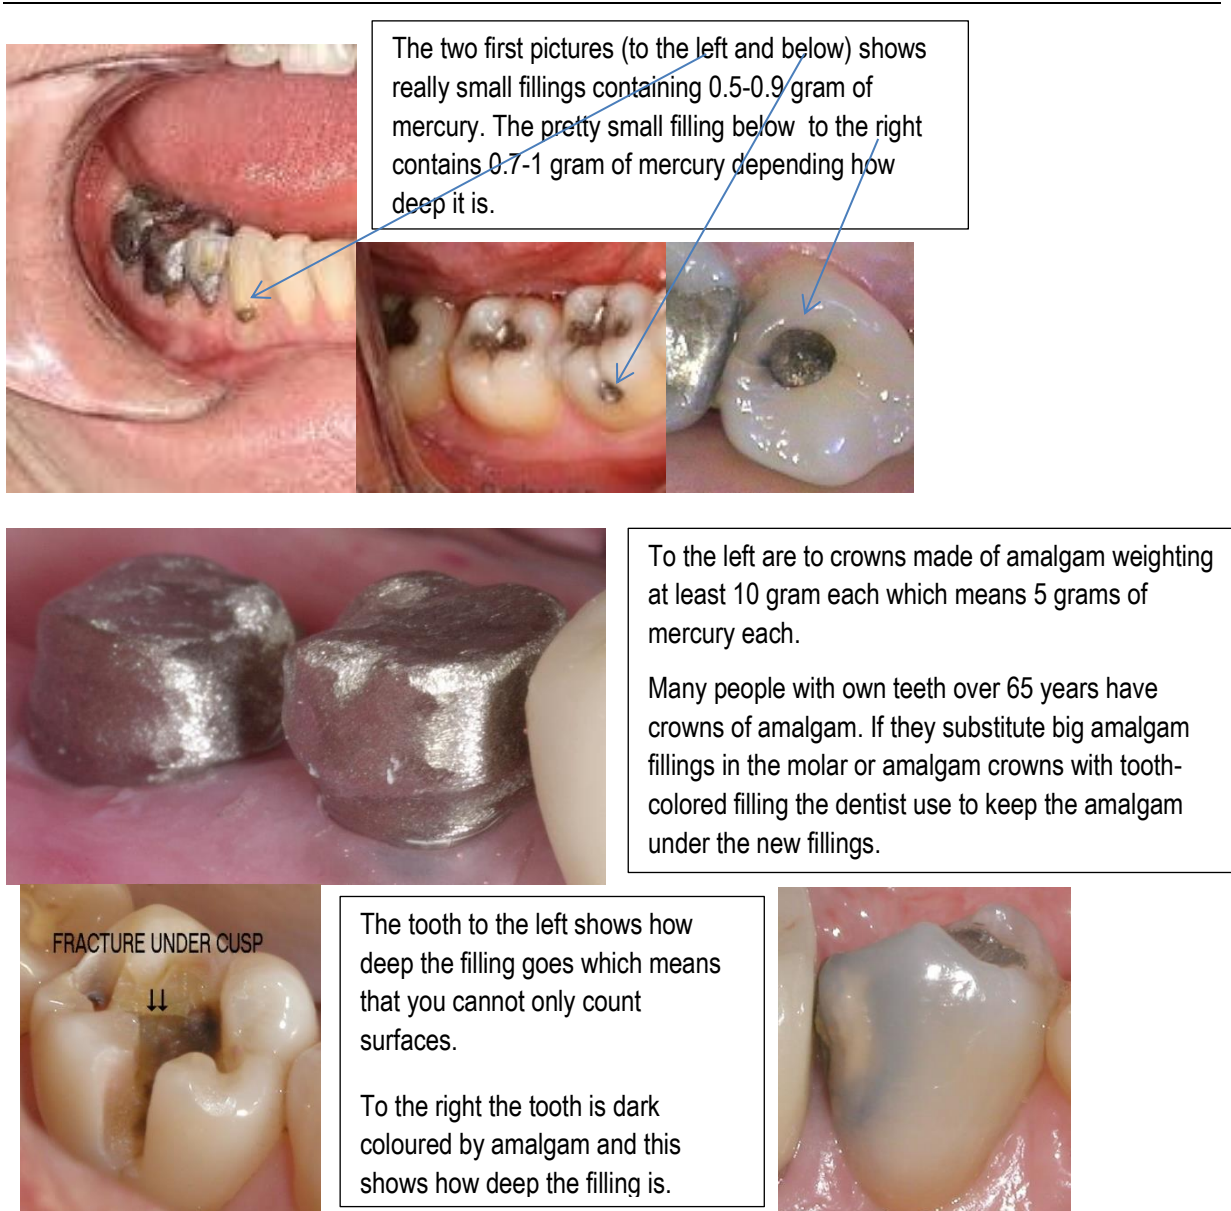 The two first pictures (to the left and below) shows
really small fillings containing 0.5-0.9 gram of
mercury. The pretty small filling below to the right
contains 0.7-1 gram of mercury depending how
deep it is.
To the left are to crowns made of amalgam weighting
at least 10 gram each which means 5 grams of
mercury each.
Many people with own teeth over 65 years have
crowns of amalgam. If they substitute big amalgam
fillings in the molar or amalgam crowns with tooth-
colored filling the dentist use to keep the amalgam
under the new fillings.
FRACTURE UNDER CUSP
The tooth to the left shows how
deep the filling goes which means
that you cannot only count
surfaces.
To the right the tooth is dark
coloured by amalgam and this
shows how deep the filling is.